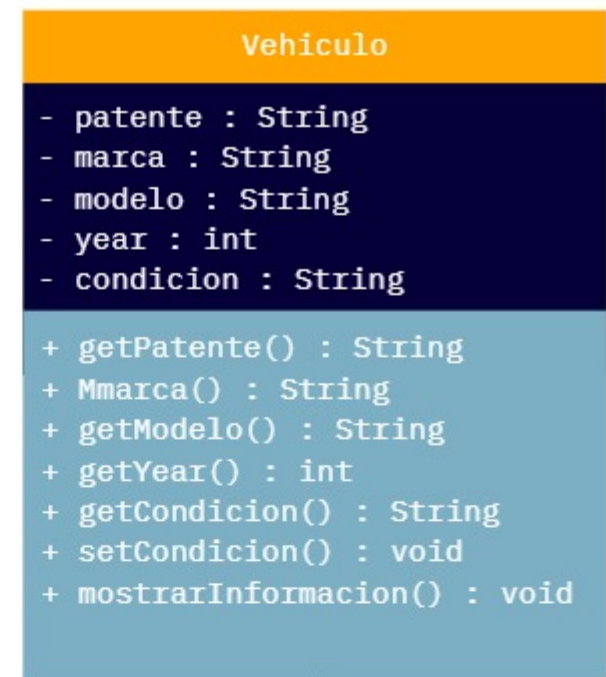 Vehiculo
- patente : String
- marca : String
- modelo : String
- year : int
- condicion : String
+ getPatente() : String
+ Mmarca() : String
+ getModelo() : String
+ getYear() : int
+ getCondicion() : String
+ setCondicion() : void
+ mostrarInformacion() : void